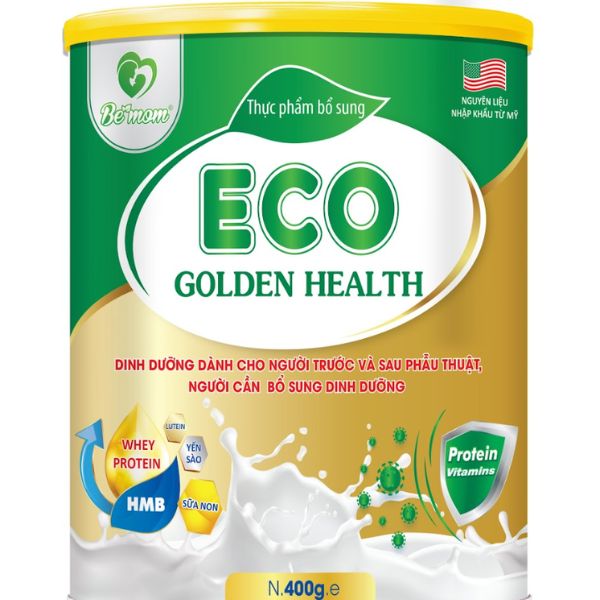 Be mom®
Thực phẩm bổ sung
NGUYÊN LIỆU
NHẬP KHẨU TỪ MỸ
ECO
GOLDEN HEALTH
DINH DƯỠNG DÀNH CHO NGƯỜI TRƯỚC VÀ SAU PHẪU THUẬT,
NGƯỜI CẦN BỔ SUNG DINH DƯỠNG
LUTEIN
WHEY
PROTEIN
YẾN
SÀO
HMB
SỮA NON
Protein
Vitamins
N.400g.e